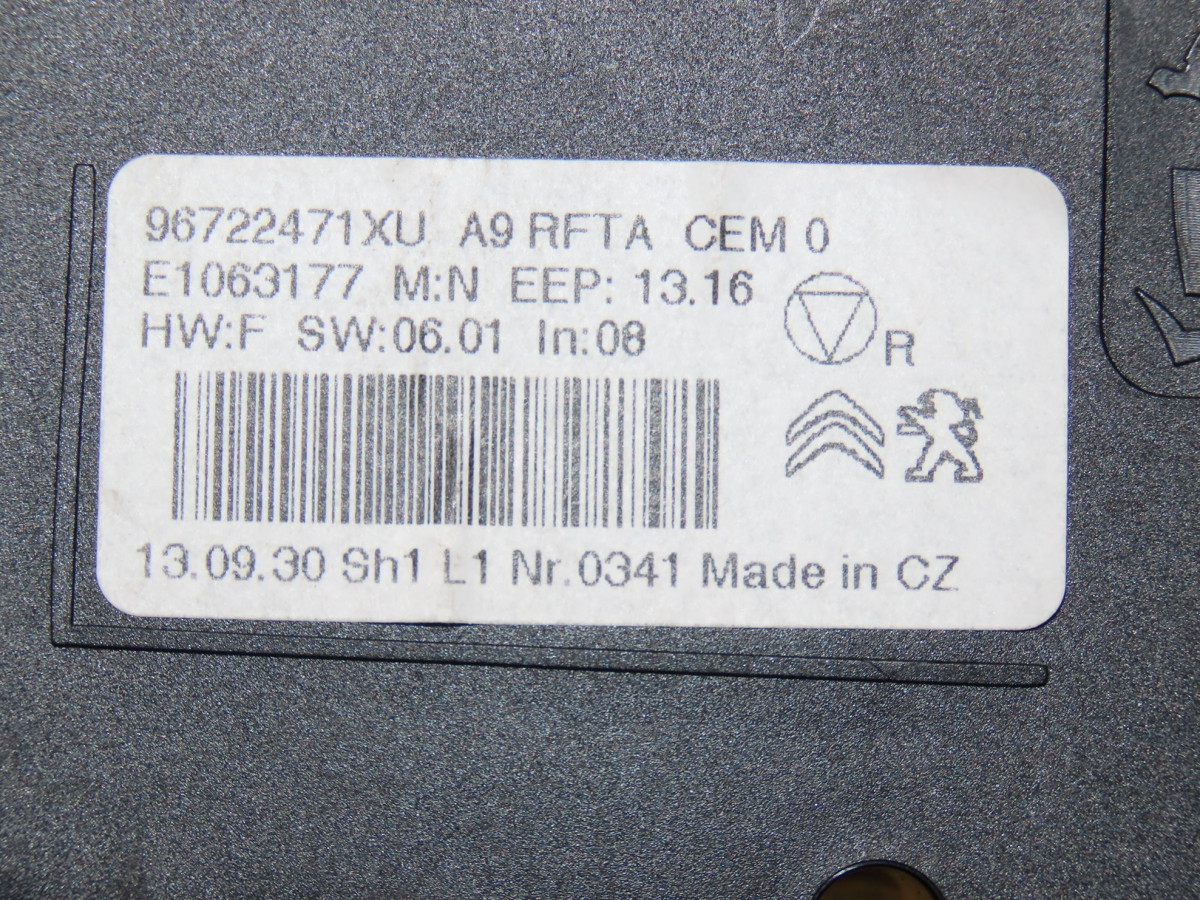 96722471XU A9 RFTA CEM 0
E1063177 M:N EEP: 13.16
HW:F SW:06.01 In:08
R
13.09.30 Sh1 L1 Nr.0341 Made in CZ